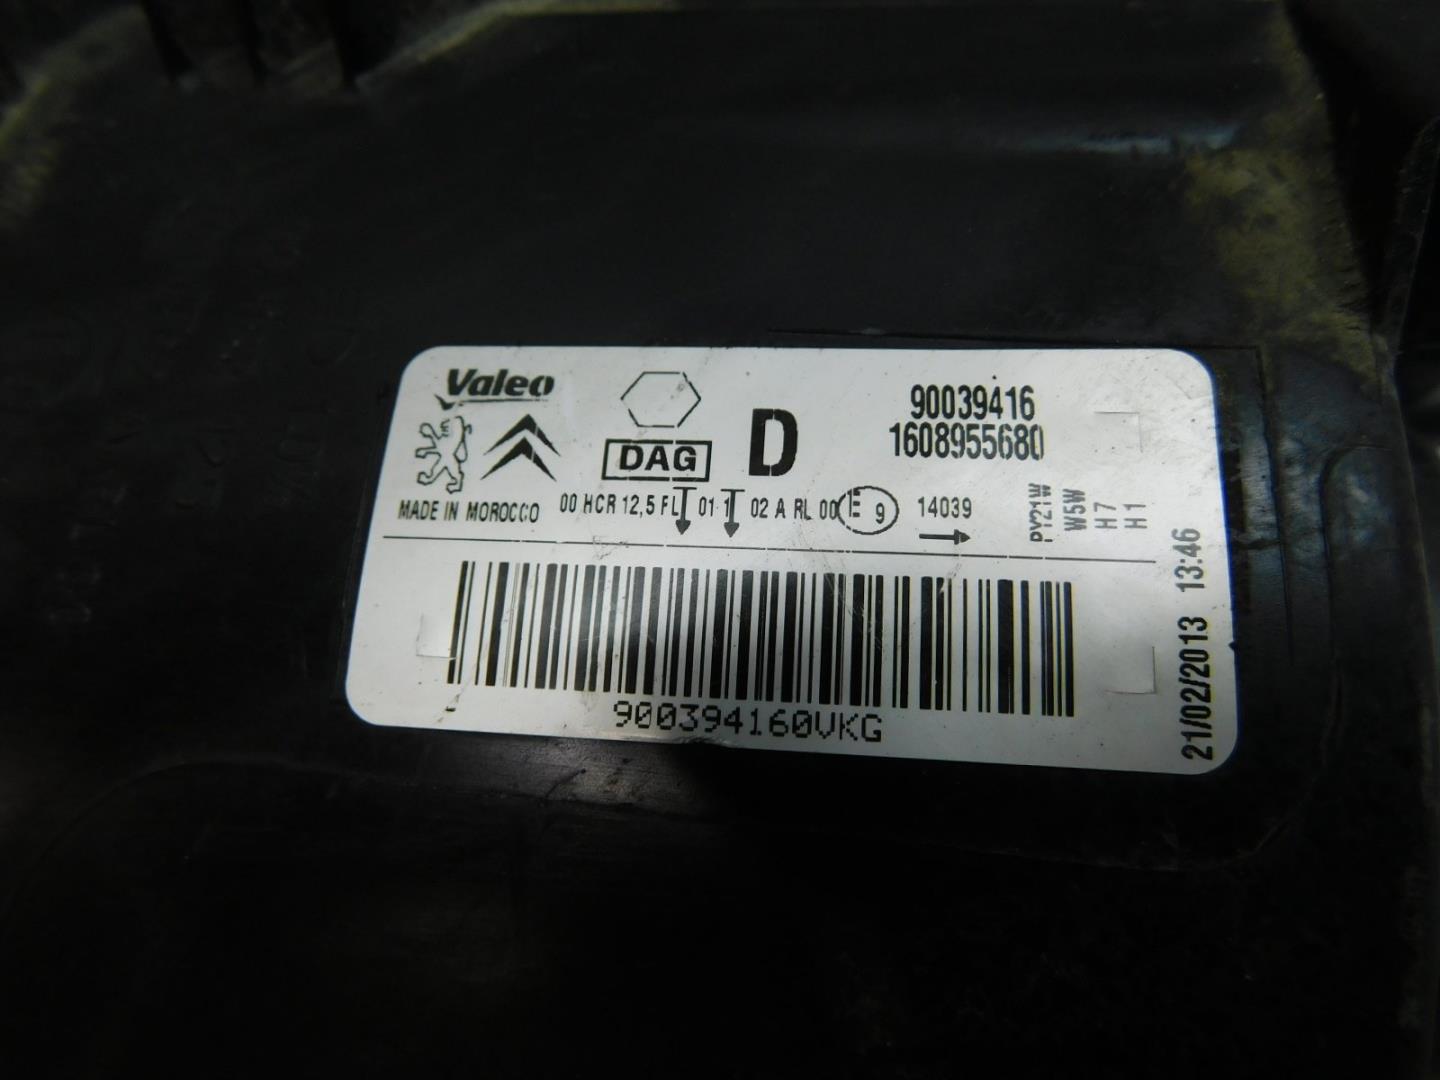 Valeo
DAG
D
90039416
1608955680
MADE IN MOROCCO
00 HCR 12,5 FL 01 1 02 A RL 00 E 9 14039
PY21W
W5W
H7
H1
900394160VKG
21/02/2013 13:46